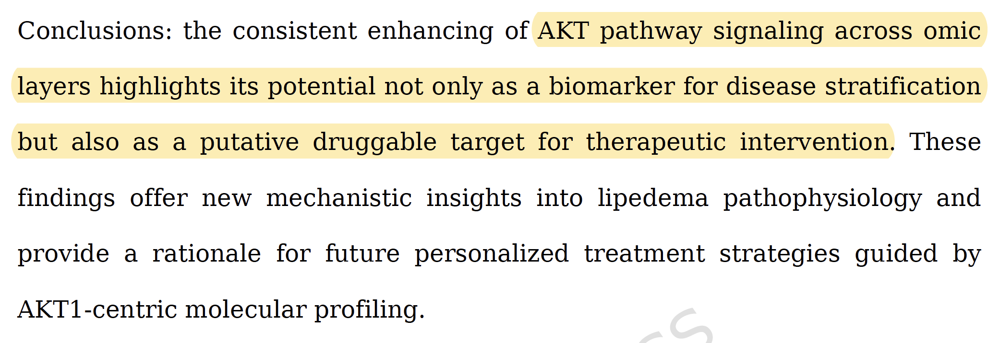 Conclusions: the consistent enhancing of AKT pathway signaling across omic
layers highlights its potential not only as a biomarker for disease stratification
but also as a putative druggable target for therapeutic intervention. These
findings offer new mechanistic insights into lipedema pathophysiology and
provide a rationale for future personalized treatment strategies guided by
AKT1-centric molecular profiling.